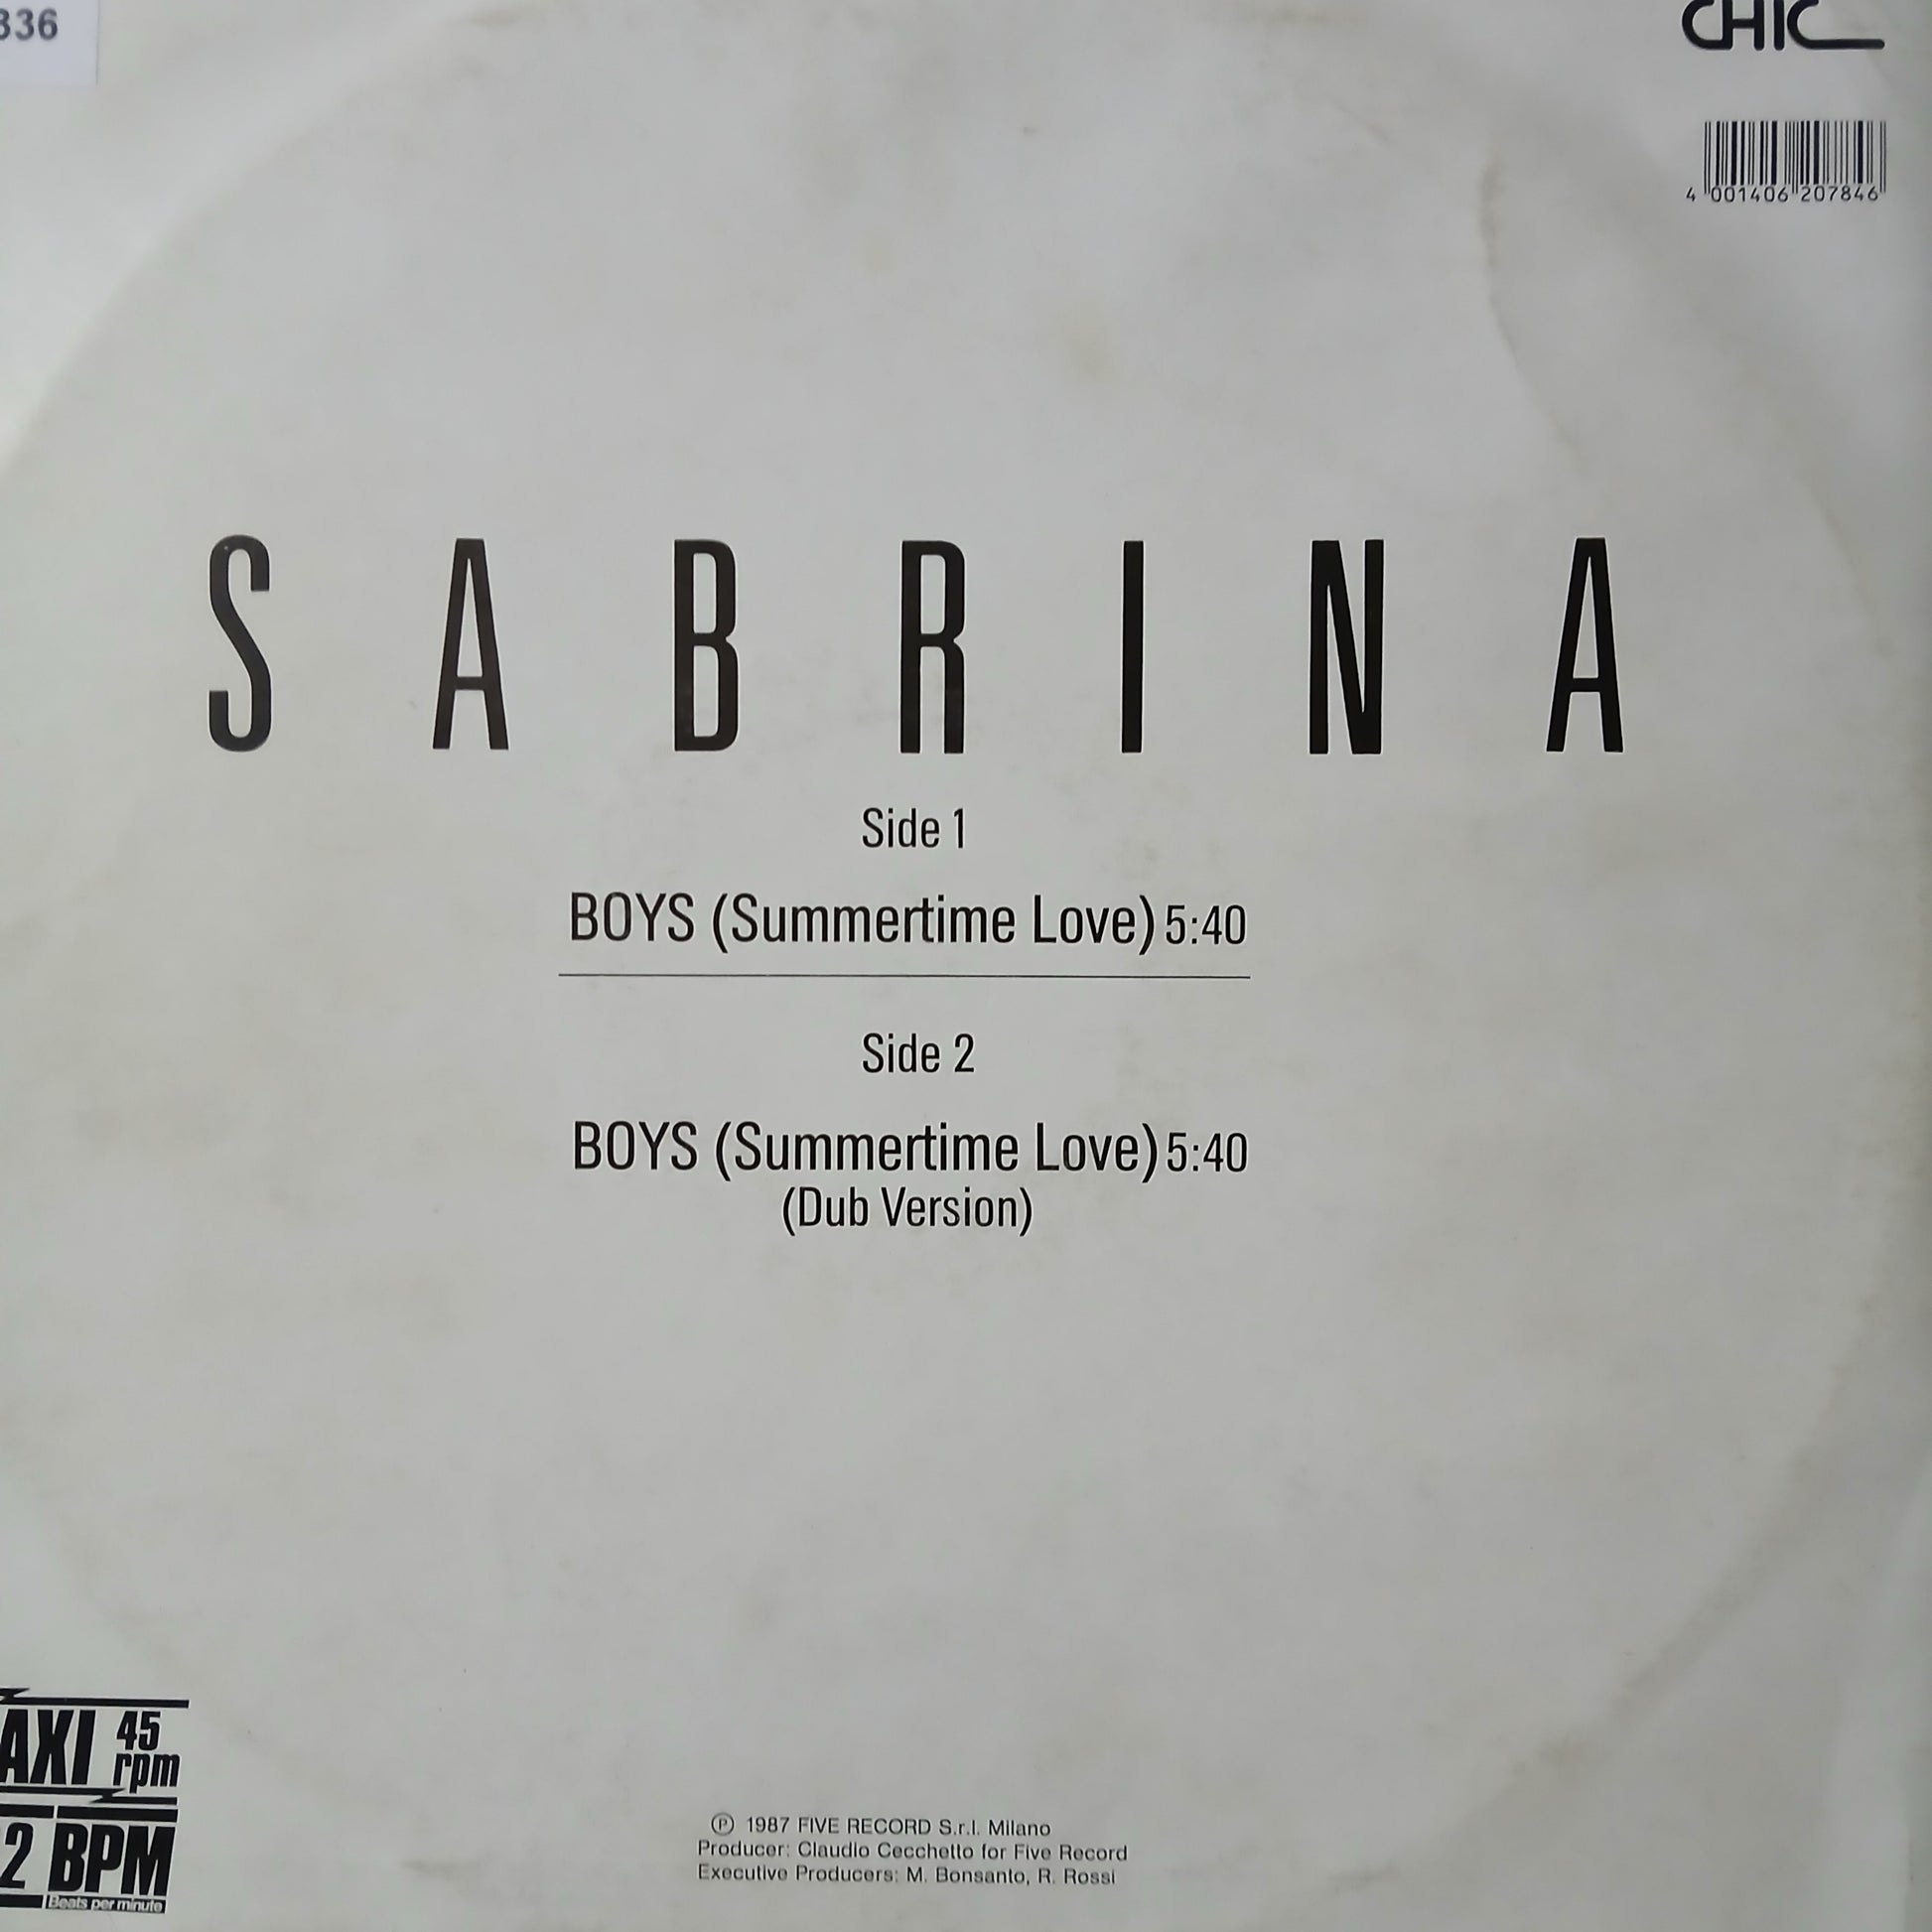 336
CHIC
4 001406 207846
SABRINA
Side 1
BOYS (Summertime Love) 5:40
Side 2
BOYS (Summertime Love) 5:40
(Dub Version)
AXI 45 rpm
2 BPM
Beats per minute
℗ 1987 FIVE RECORD S.r.l. Milano
Producer: Claudio Cecchetto for Five Record
Executive Producers: M. Bonsanto, R. Rossi